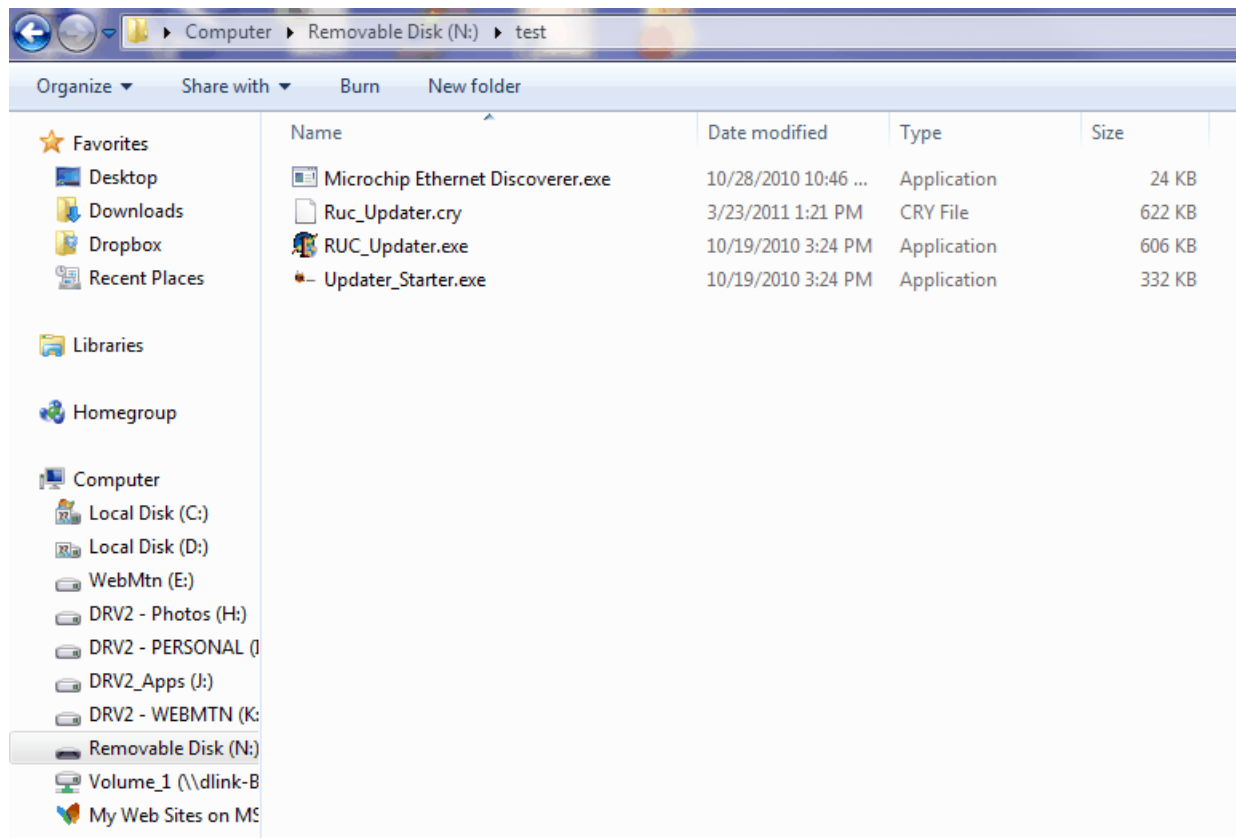 Computer Removable Disk (N:) test
Organize Share with Burn New folder
Name Date modified Type Size
Favorites
Desktop
Downloads
Dropbox
Recent Places
Libraries
Homegroup
Computer
Local Disk (C:)
Local Disk (D:)
WebMtn (E:)
DRV2 - Photos (H:)
DRV2 - PERSONAL (I
DRV2_Apps (J:)
DRV2 - WEBMTN (K:
Removable Disk (N:)
Volume_1 (\\dlink-B
My Web Sites on MS
Microchip Ethernet Discoverer.exe 10/28/2010 10:46 ... Application 24 KB
Ruc_Updater.cry 3/23/2011 1:21 PM CRY File 622 KB
RUC_Updater.exe 10/19/2010 3:24 PM Application 606 KB
Updater_Starter.exe 10/19/2010 3:24 PM Application 332 KB